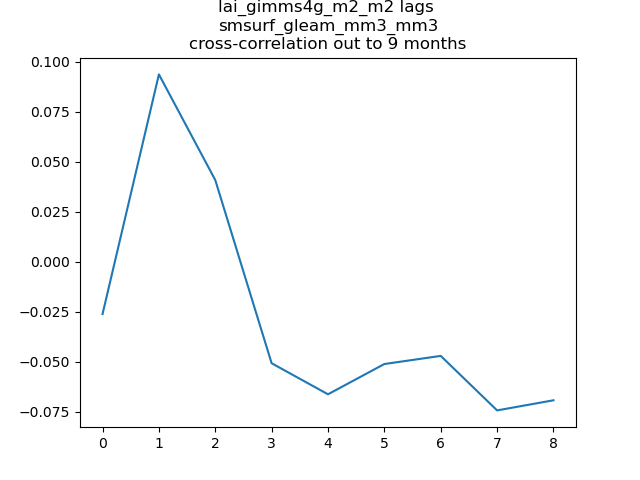 lai_gimms4g_m2_m2 lags
smsurf_gleam_mm3_mm3
cross-correlation out to 9 months
0.100
0.075
0.050
0.025
0.000
−0.025
−0.050
−0.075
0 1 2 3 4 5 6 7 8